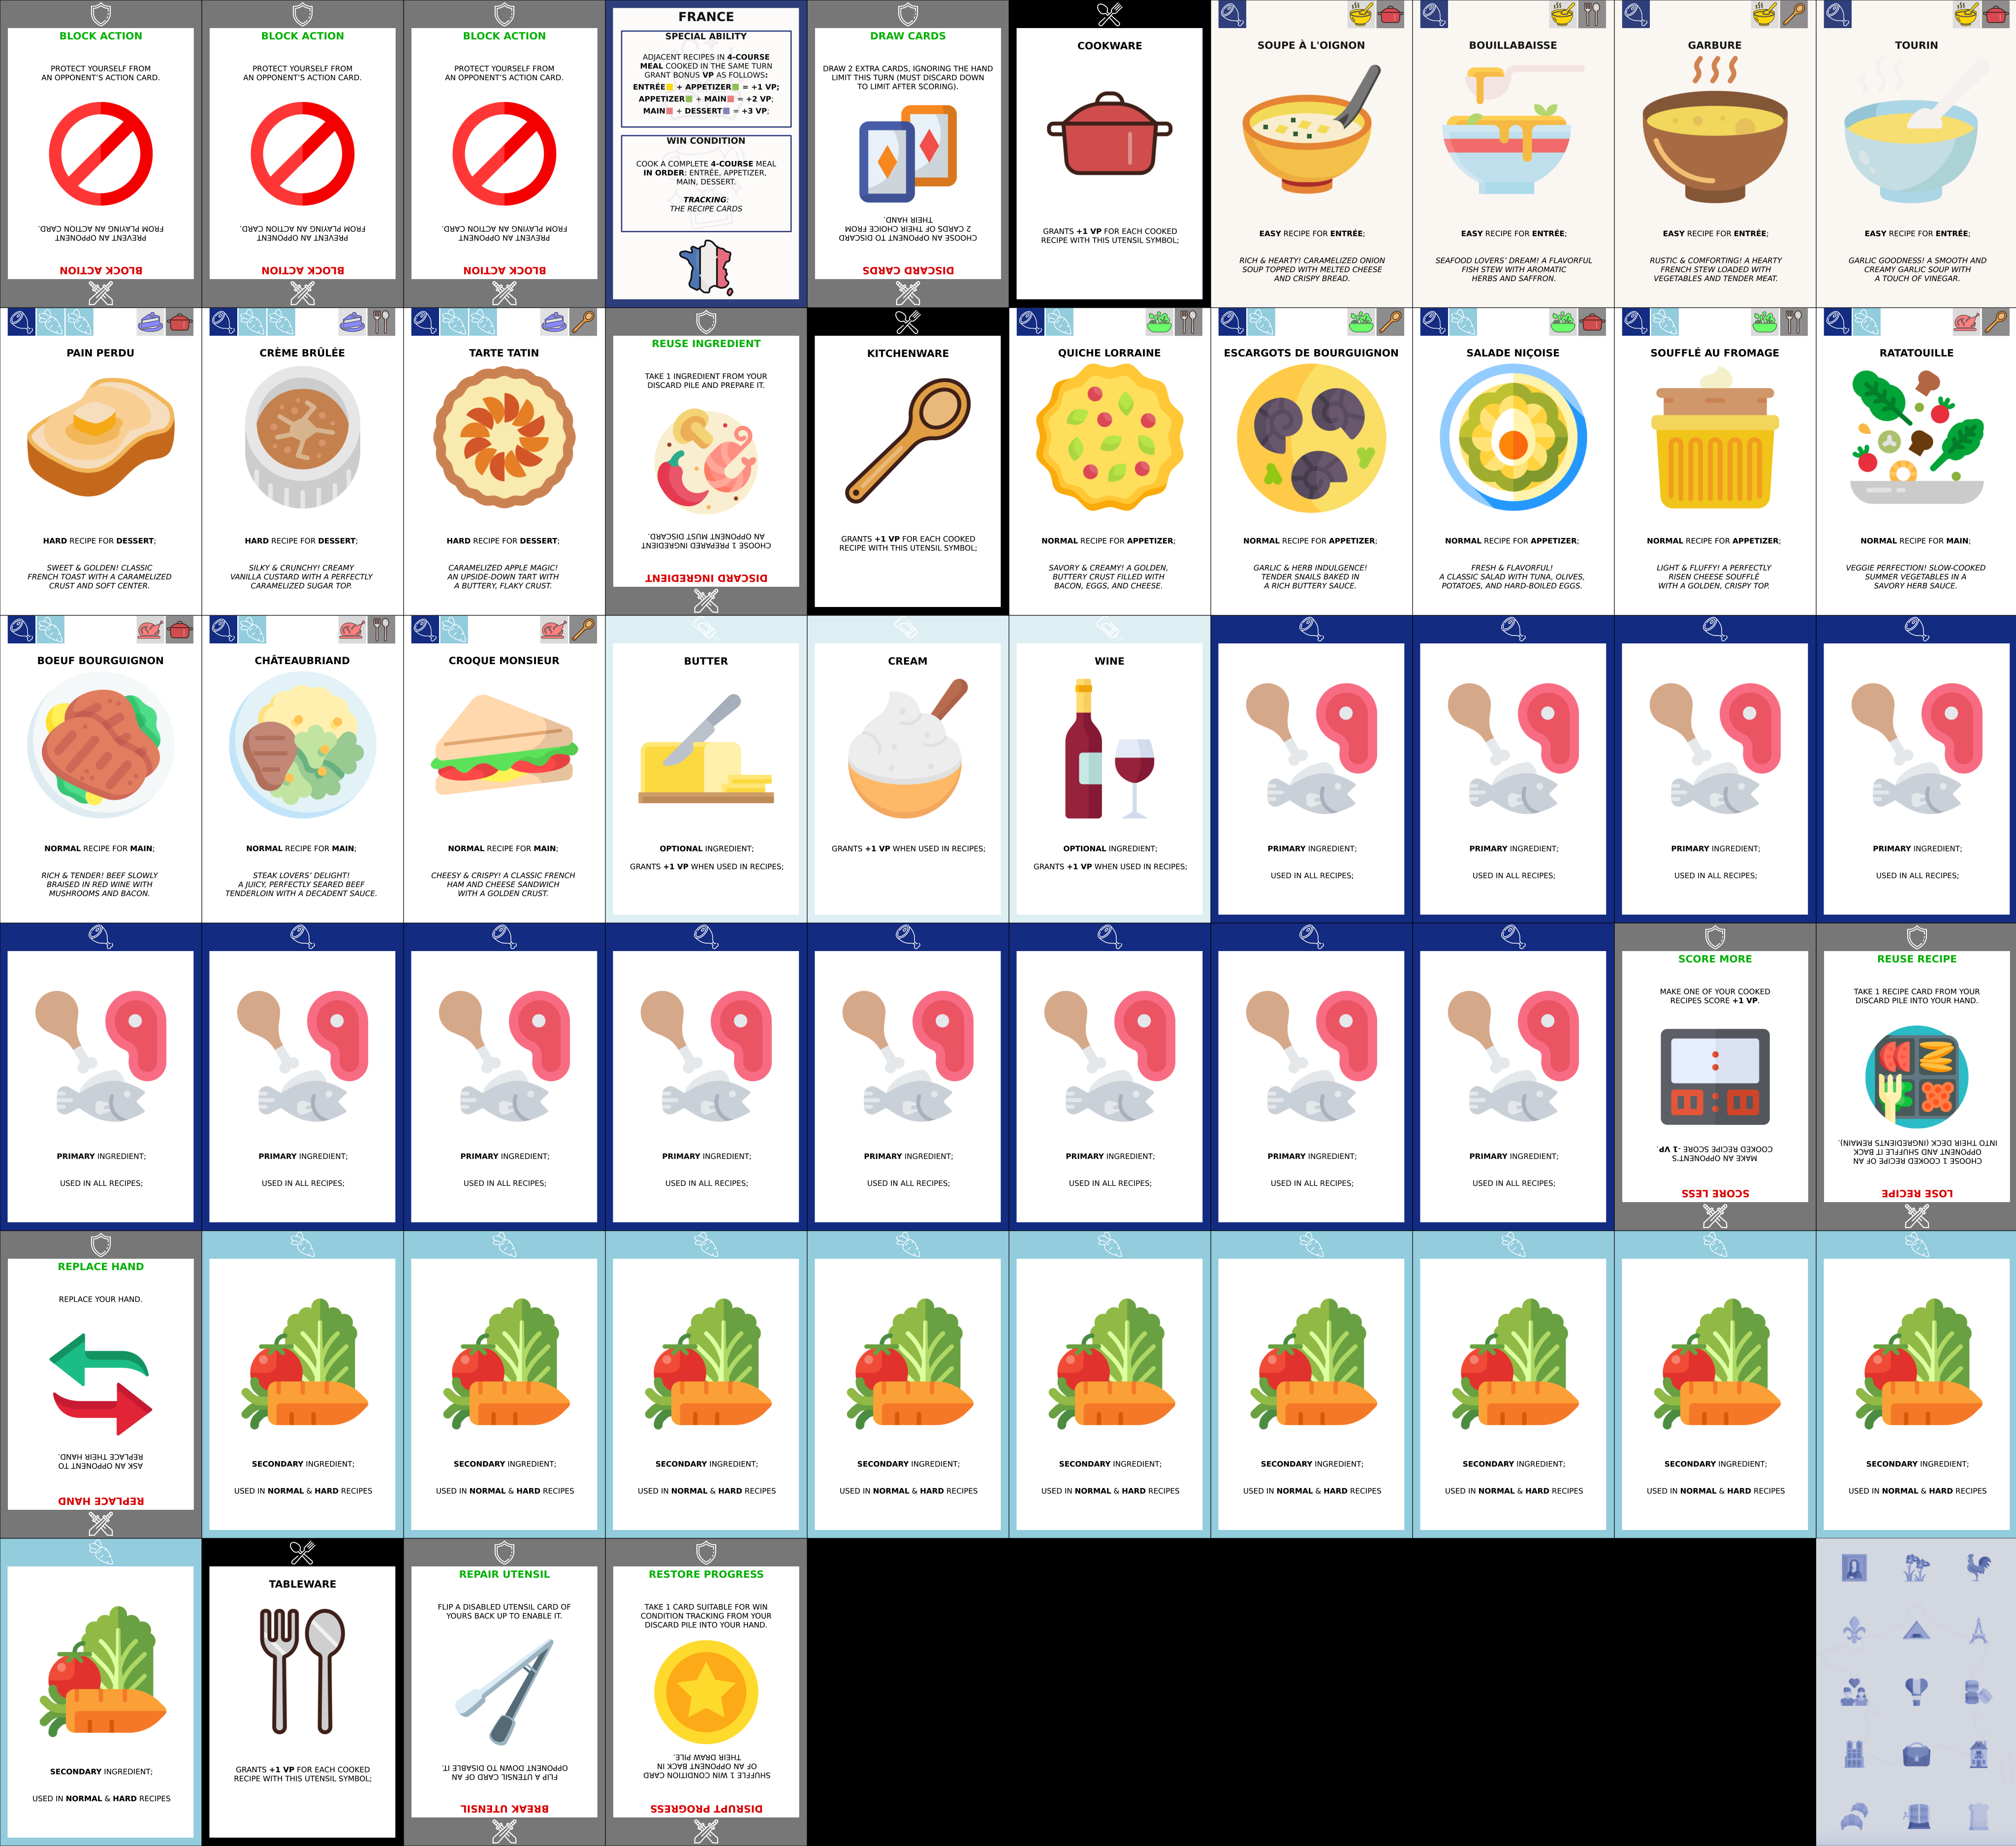 BLOCK ACTION
PROTECT YOURSELF FROM
AN OPPONENT'S ACTION CARD.
PREVENT AN OPPONENT
FROM PLAYING AN ACTION CARD.
BLOCK ACTION
BLOCK ACTION
PROTECT YOURSELF FROM
AN OPPONENT'S ACTION CARD.
PREVENT AN OPPONENT
FROM PLAYING AN ACTION CARD.
BLOCK ACTION
BLOCK ACTION
PROTECT YOURSELF FROM
AN OPPONENT'S ACTION CARD.
PREVENT AN OPPONENT
FROM PLAYING AN ACTION CARD.
BLOCK ACTION
FRANCE
SPECIAL ABILITY
ADJACENT RECIPES IN 4-COURSE
MEAL COOKED IN THE SAME TURN
GRANT BONUS VP AS FOLLOWS:
ENTRÉE + APPETIZER = +1 VP;
APPETIZER + MAIN = +2 VP;
MAIN + DESSERT = +3 VP;
WIN CONDITION
COOK A COMPLETE 4-COURSE MEAL
IN ORDER: ENTRÉE, APPETIZER,
MAIN, DESSERT.
TRACKING:
THE RECIPE CARDS
DRAW CARDS
DRAW 2 EXTRA CARDS, IGNORING THE HAND
LIMIT THIS TURN (MUST DISCARD DOWN
TO LIMIT AFTER SCORING).
CHOOSE AN OPPONENT TO DISCARD
2 CARDS OF THEIR CHOICE FROM
THEIR HAND.
DISCARD CARDS
COOKWARE
GRANTS +1 VP FOR EACH COOKED
RECIPE WITH THIS UTENSIL SYMBOL;
SOUPE À L'OIGNON
EASY RECIPE FOR ENTRÉE;
RICH & HEARTY! CARAMELIZED ONION
SOUP TOPPED WITH MELTED CHEESE
AND CRISPY BREAD.
BOUILLABAISSE
EASY RECIPE FOR ENTRÉE;
SEAFOOD LOVERS' DREAM! A FLAVORFUL
FISH STEW WITH AROMATIC
HERBS AND SAFFRON.
GARBURE
EASY RECIPE FOR ENTRÉE;
RUSTIC & COMFORTING! A HEARTY
FRENCH STEW LOADED WITH
VEGETABLES AND TENDER MEAT.
TOURIN
EASY RECIPE FOR ENTRÉE;
GARLIC GOODNESS! A SMOOTH AND
CREAMY GARLIC SOUP WITH
A TOUCH OF VINEGAR.
PAIN PERDU
HARD RECIPE FOR DESSERT;
SWEET & GOLDEN! CLASSIC
FRENCH TOAST WITH A CARAMELIZED
CRUST AND SOFT CENTER.
CRÈME BRÛLÉE
HARD RECIPE FOR DESSERT;
SILKY & CRUNCHY! CREAMY
VANILLA CUSTARD WITH A PERFECTLY
CARAMELIZED SUGAR TOP.
TARTE TATIN
HARD RECIPE FOR DESSERT;
CARAMELIZED APPLE MAGIC!
AN UPSIDE-DOWN TART WITH
A BUTTERY, FLAKY CRUST.
REUSE INGREDIENT
TAKE 1 INGREDIENT FROM YOUR
DISCARD PILE AND PREPARE IT.
CHOOSE 1 PREPARED INGREDIENT
AN OPPONENT MUST DISCARD.
DISCARD INGREDIENT
KITCHENWARE
GRANTS +1 VP FOR EACH COOKED
RECIPE WITH THIS UTENSIL SYMBOL;
QUICHE LORRAINE
NORMAL RECIPE FOR APPETIZER;
SAVORY & CREAMY! A GOLDEN,
BUTTERY CRUST FILLED WITH
BACON, EGGS, AND CHEESE.
ESCARGOTS DE BOURGUIGNON
NORMAL RECIPE FOR APPETIZER;
GARLIC & HERB INDULGENCE!
TENDER SNAILS BAKED IN
A RICH BUTTERY SAUCE.
SALADE NIÇOISE
NORMAL RECIPE FOR APPETIZER;
FRESH & FLAVORFUL!
A CLASSIC SALAD WITH TUNA, OLIVES,
POTATOES, AND HARD-BOILED EGGS.
SOUFFLÉ AU FROMAGE
NORMAL RECIPE FOR APPETIZER;
LIGHT & FLUFFY! A PERFECTLY
RISEN CHEESE SOUFFLÉ
WITH A GOLDEN, CRISPY TOP.
RATATOUILLE
NORMAL RECIPE FOR MAIN;
VEGGIE PERFECTION! SLOW-COOKED
SUMMER VEGETABLES IN A
SAVORY HERB SAUCE.
BOEUF BOURGUIGNON
NORMAL RECIPE FOR MAIN;
RICH & TENDER! BEEF SLOWLY
BRAISED IN RED WINE WITH
MUSHROOMS AND BACON.
CHÂTEAUBRIAND
NORMAL RECIPE FOR MAIN;
STEAK LOVERS' DELIGHT!
A JUICY, PERFECTLY SEARED BEEF
TENDERLOIN WITH A DECADENT SAUCE.
CROQUE MONSIEUR
NORMAL RECIPE FOR MAIN;
CHEESY & CRISPY! A CLASSIC FRENCH
HAM AND CHEESE SANDWICH
WITH A GOLDEN CRUST.
BUTTER
OPTIONAL INGREDIENT;
GRANTS +1 VP WHEN USED IN RECIPES;
CREAM
GRANTS +1 VP WHEN USED IN RECIPES;
WINE
OPTIONAL INGREDIENT;
GRANTS +1 VP WHEN USED IN RECIPES;
PRIMARY INGREDIENT;
USED IN ALL RECIPES;
PRIMARY INGREDIENT;
USED IN ALL RECIPES;
PRIMARY INGREDIENT;
USED IN ALL RECIPES;
PRIMARY INGREDIENT;
USED IN ALL RECIPES;
PRIMARY INGREDIENT;
USED IN ALL RECIPES;
PRIMARY INGREDIENT;
USED IN ALL RECIPES;
PRIMARY INGREDIENT;
USED IN ALL RECIPES;
PRIMARY INGREDIENT;
USED IN ALL RECIPES;
PRIMARY INGREDIENT;
USED IN ALL RECIPES;
PRIMARY INGREDIENT;
USED IN ALL RECIPES;
PRIMARY INGREDIENT;
USED IN ALL RECIPES;
PRIMARY INGREDIENT;
USED IN ALL RECIPES;
SCORE MORE
MAKE ONE OF YOUR COOKED
RECIPES SCORE +1 VP.
MAKE AN OPPONENT'S
COOKED RECIPE SCORE -1 VP.
SCORE LESS
REUSE RECIPE
TAKE 1 RECIPE CARD FROM YOUR
DISCARD PILE INTO YOUR HAND.
CHOOSE 1 COOKED RECIPE OF AN
OPPONENT AND SHUFFLE IT BACK
INTO THEIR DECK (INGREDIENTS REMAIN).
LOSE RECIPE
REPLACE HAND
REPLACE YOUR HAND.
ASK AN OPPONENT TO
REPLACE THEIR HAND.
REPLACE HAND
SECONDARY INGREDIENT;
USED IN NORMAL & HARD RECIPES
SECONDARY INGREDIENT;
USED IN NORMAL & HARD RECIPES
SECONDARY INGREDIENT;
USED IN NORMAL & HARD RECIPES
SECONDARY INGREDIENT;
USED IN NORMAL & HARD RECIPES
SECONDARY INGREDIENT;
USED IN NORMAL & HARD RECIPES
SECONDARY INGREDIENT;
USED IN NORMAL & HARD RECIPES
SECONDARY INGREDIENT;
USED IN NORMAL & HARD RECIPES
SECONDARY INGREDIENT;
USED IN NORMAL & HARD RECIPES
SECONDARY INGREDIENT;
USED IN NORMAL & HARD RECIPES
SECONDARY INGREDIENT;
USED IN NORMAL & HARD RECIPES
TABLEWARE
GRANTS +1 VP FOR EACH COOKED
RECIPE WITH THIS UTENSIL SYMBOL;
REPAIR UTENSIL
FLIP A DISABLED UTENSIL CARD OF
YOURS BACK UP TO ENABLE IT.
FLIP A UTENSIL CARD OF AN
OPPONENT DOWN TO DISABLE IT.
BREAK UTENSIL
RESTORE PROGRESS
TAKE 1 CARD SUITABLE FOR WIN
CONDITION TRACKING FROM YOUR
DISCARD PILE INTO YOUR HAND.
SHUFFLE 1 WIN CONDITION CARD
OF AN OPPONENT BACK IN
THEIR DRAW PILE.
DISRUPT PROGRESS